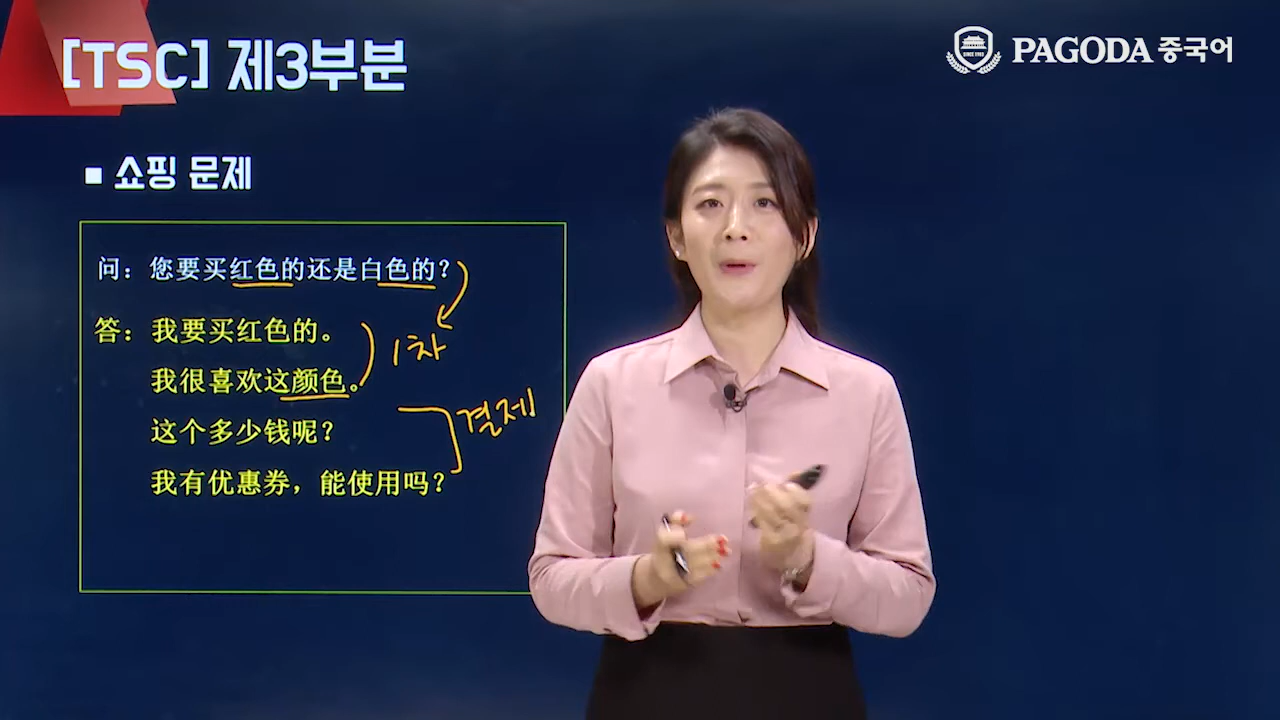 [TSC] 제3부분
PAGODA 중국어
■ 쇼핑 문제
问：您要买红色的还是白色的？
答：我要买红色的。
我很喜欢这颜色。
1차
这个多少钱呢？
결제
我有优惠券，能使用吗？